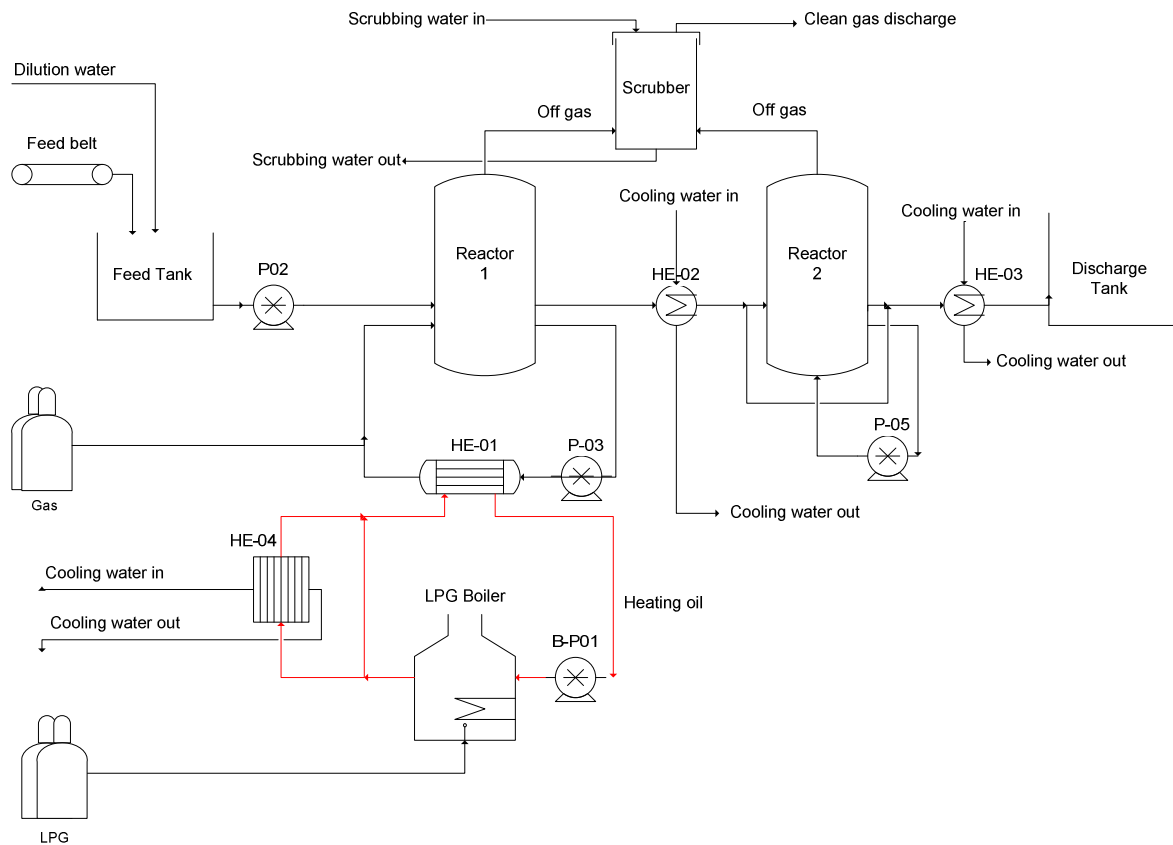 Scrubbing water in
Clean gas discharge
Dilution water
Scrubber
Off gas
Off gas
Feed belt
Scrubbing water out
Cooling water in
Cooling water in
Reactor
1
Reactor
2
P02
HE-02
HE-03
Feed Tank
Discharge
Tank
Cooling water out
HE-01
P-03
P-05
Gas
Cooling water out
HE-04
Cooling water in
LPG Boiler
Heating oil
Cooling water out
B-P01
LPG